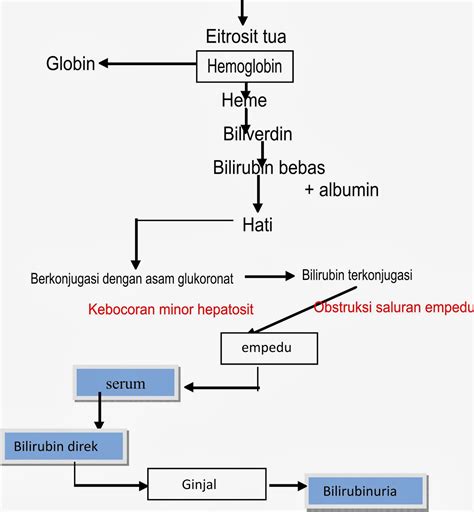 Eitrosit tua
Globin
Hemoglobin
Heme
Biliverdin
Bilirubin bebas
+ albumin
Hati
Berkonjugasi dengan asam glukoronat
Bilirubin terkonjugasi
Kebocoran minor hepatosit
Obstruksi saluran empedu
empedu
serum
Bilirubin direk
Ginjal
Bilirubinuria